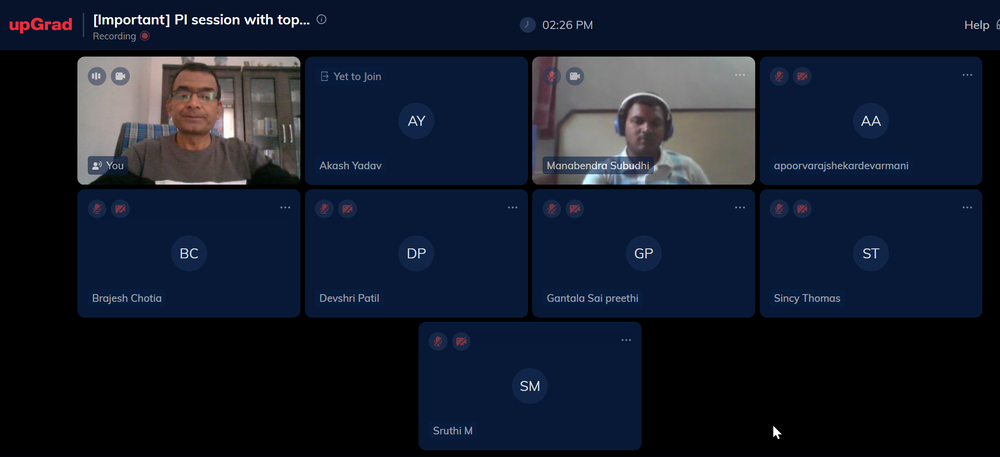 upGrad
[Important] PI session with top...
Recording
02:26 PM
Help
You
Yet to Join
AY
Akash Yadav
Manabendra Subudhi
AA
apoorvarajshekardevarmani
BC
Brajesh Chotia
DP
Devshri Patil
GP
Gantala Sai preethi
ST
Sincy Thomas
SM
Sruthi M